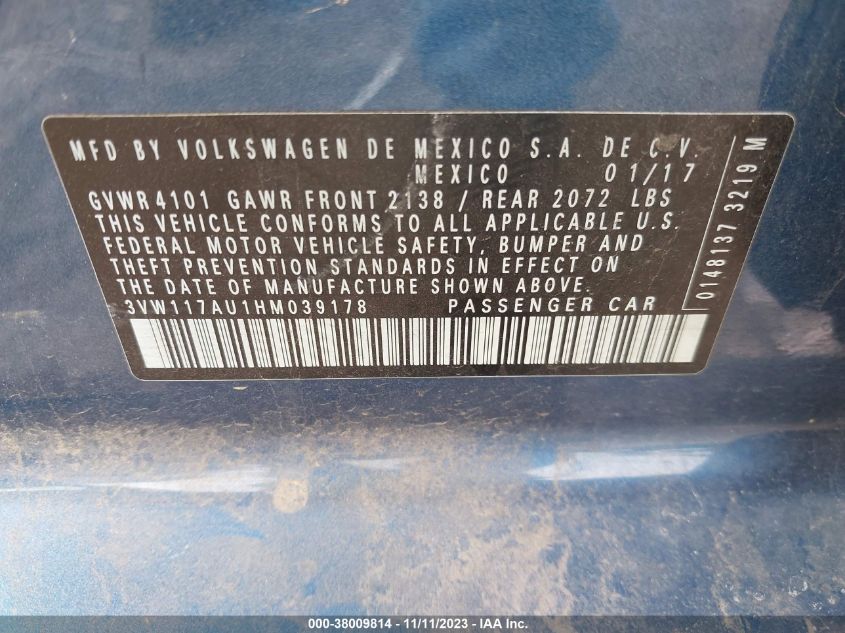 MFD BY VOLKSWAGEN DE MEXICO S.A. DE C.V.
MEXICO 01/17
GVWR 4101 GAWR FRONT 2138 / REAR 2072 LBS
THIS VEHICLE CONFORMS TO ALL APPLICABLE U.S.
FEDERAL MOTOR VEHICLE SAFETY, BUMPER AND
THEFT PREVENTION STANDARDS IN EFFECT ON
THE DATE OF MANUFACTURE SHOWN ABOVE.
3VW117AU1HM039178 PASSENGER CAR
0148137 3219 M
000-38009814 - 11/11/2023 - IAA Inc.